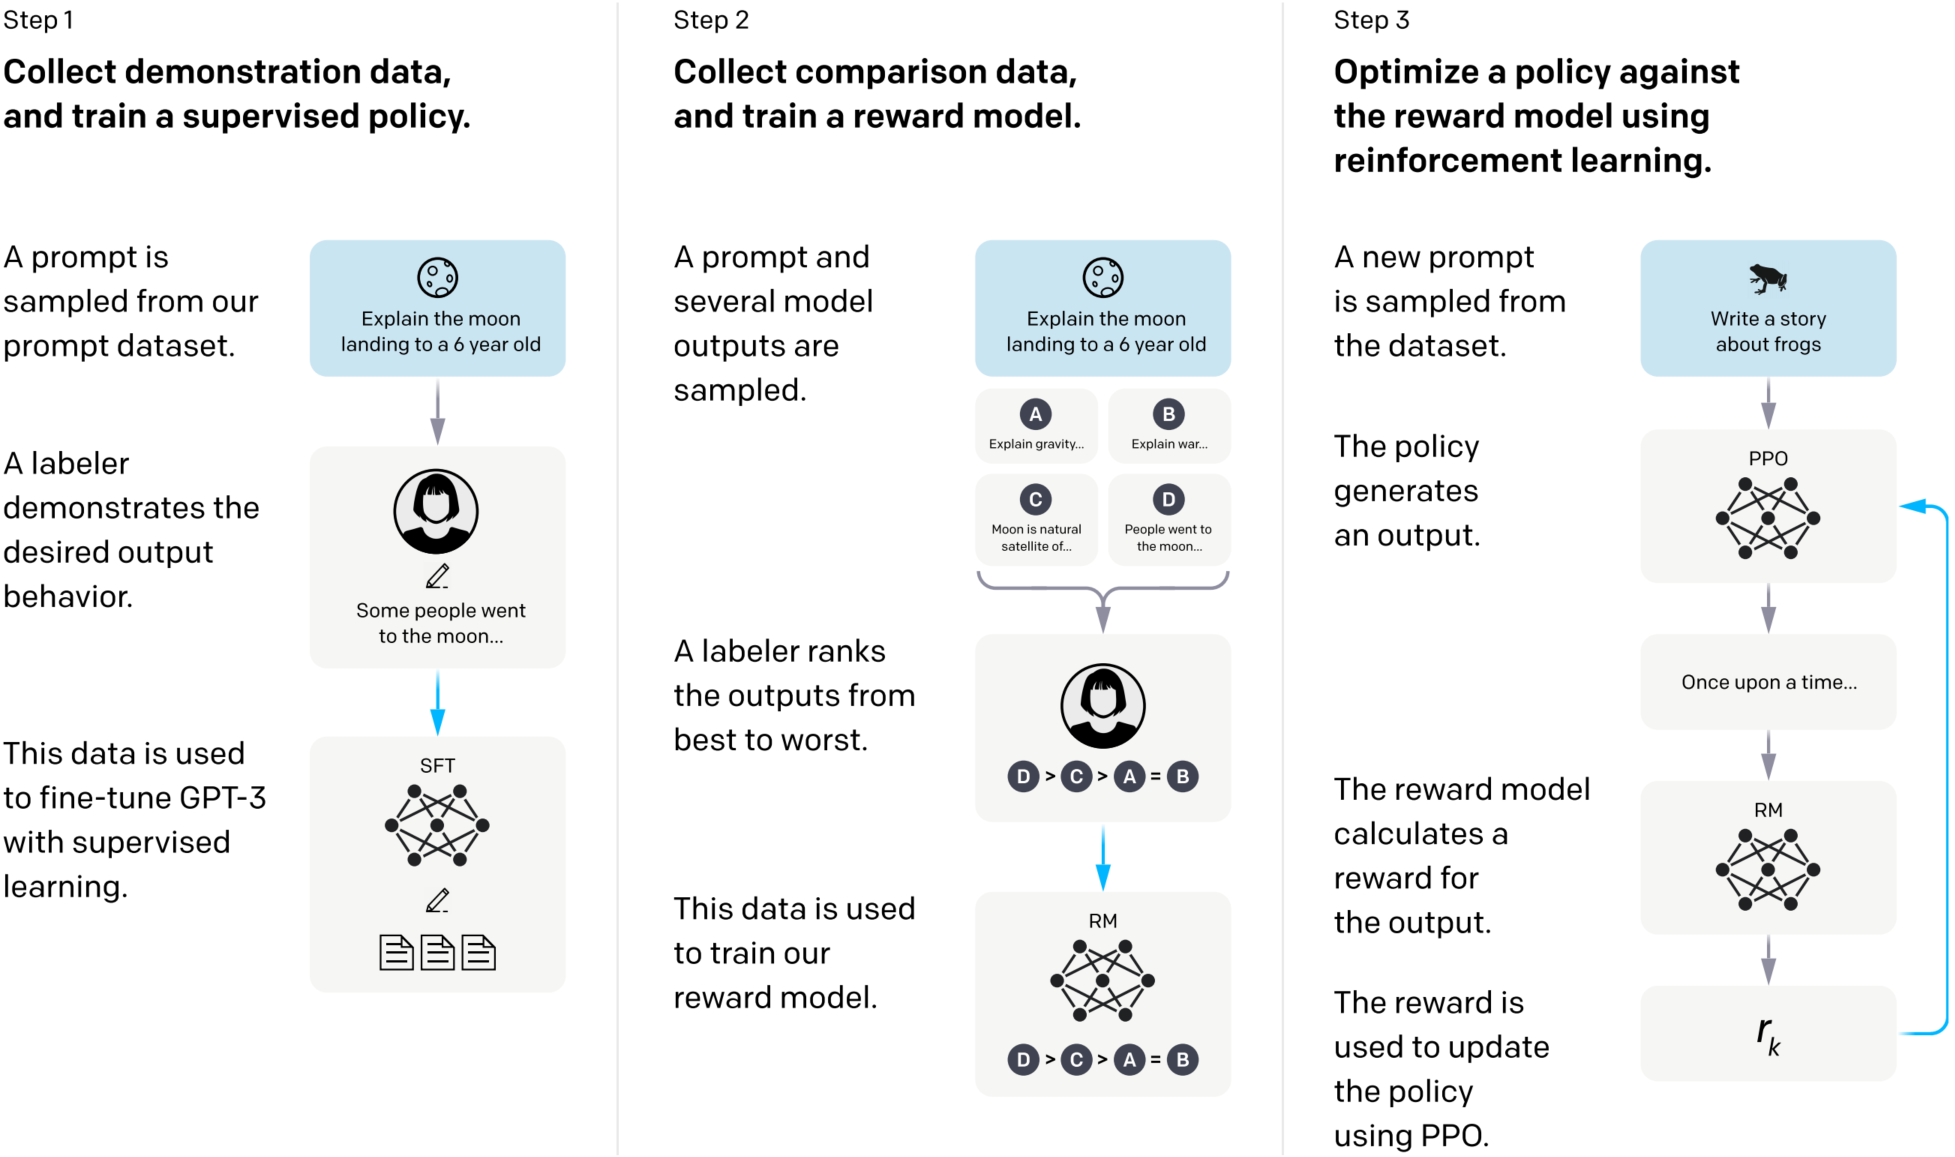 Step 1
Collect demonstration data,
and train a supervised policy.
A prompt is
sampled from our
prompt dataset.
Explain the moon
landing to a 6 year old
A labeler
demonstrates the
desired output
behavior.
Some people went
to the moon...
This data is used
to fine-tune GPT-3
with supervised
learning.
SFT
Step 2
Collect comparison data,
and train a reward model.
A prompt and
several model
outputs are
sampled.
Explain the moon
landing to a 6 year old
A
Explain gravity...
B
Explain war...
C
Moon is natural
satellite of...
D
People went to
the moon...
A labeler ranks
the outputs from
best to worst.
D > C > A = B
This data is used
to train our
reward model.
RM
D > C > A = B
Step 3
Optimize a policy against
the reward model using
reinforcement learning.
A new prompt
is sampled from
the dataset.
Write a story
about frogs
The policy
generates
an output.
PPO
Once upon a time...
The reward model
calculates a
reward for
the output.
RM
The reward is
used to update
the policy
using PPO.
r_k